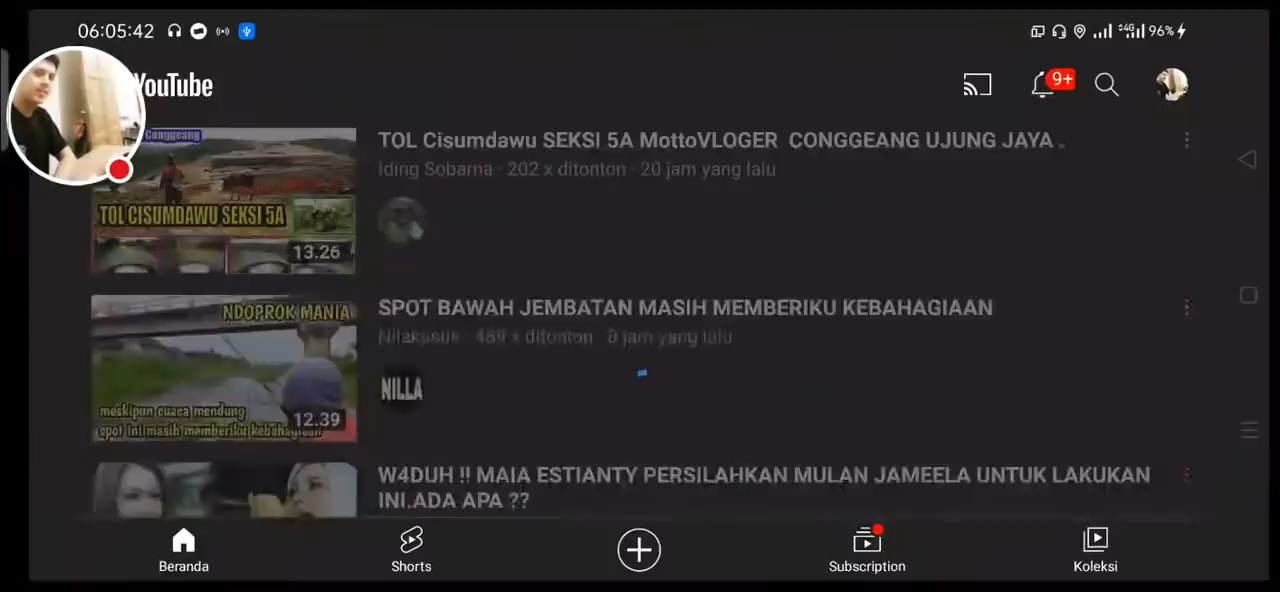 06:05:42
4G 96%
YouTube
9+
Conggeang
TOL CISUMDAWU SEKSI 5A
13.26
TOL Cisumdawu SEKSI 5A MottoVLOGER CONGGEANG UJUNG JAYA .
Iding Sobarna · 202 x ditonton · 20 jam yang lalu
NDOPROK MANIA
meskipun cuaca mendung
spot ini masih memberiku kebahagiaan
12.39
SPOT BAWAH JEMBATAN MASIH MEMBERIKU KEBAHAGIAAN
Nilakustik · 489 x ditonton · 8 jam yang lalu
NILLA
W4DUH !! MAIA ESTIANTY PERSILAHKAN MULAN JAMEELA UNTUK LAKUKAN
INI.ADA APA ??
Beranda
Shorts
Subscription
Koleksi